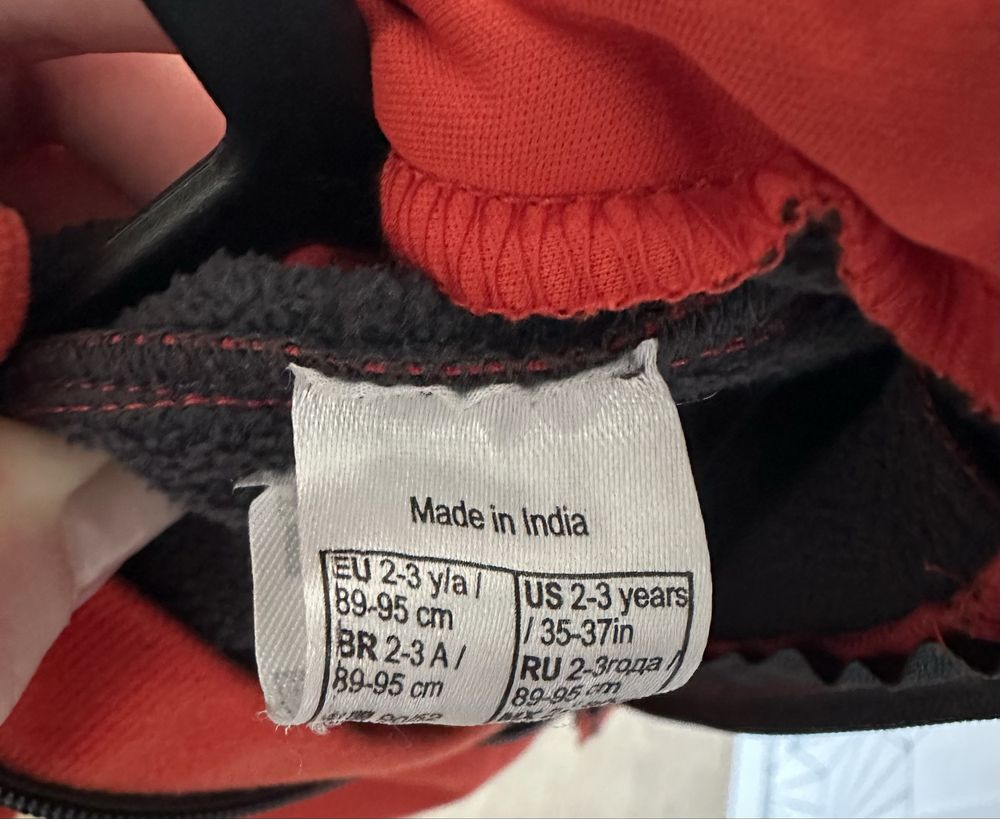 Made in India
EU 2-3 y/a /
89-95 cm
BR 2-3 A /
89-95 cm
US 2-3 years
/ 35-37in
RU 2-3года /
89-95 cm